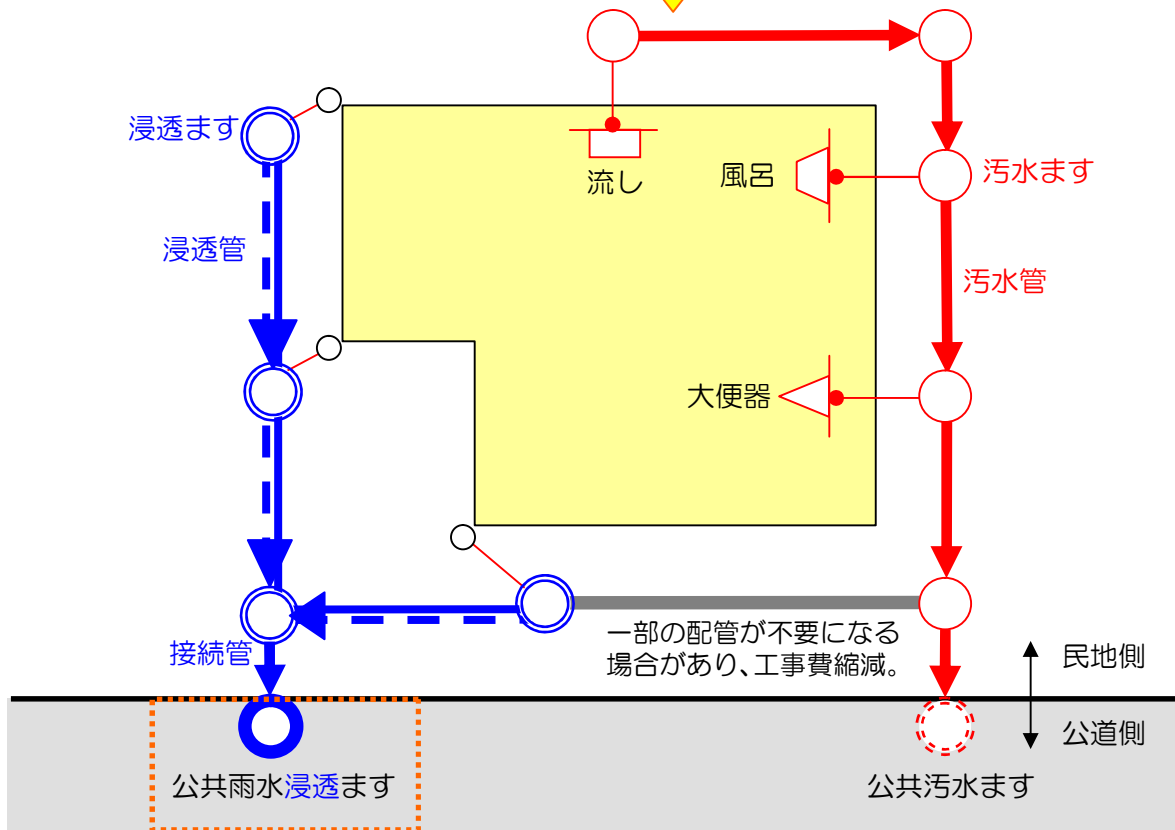 浸透ます
流し
風呂
汚水ます
浸透管
汚水管
大便器
一部の配管が不要になる
場合があり、工事費縮減。
接続管
民地側
公道側
公共雨水浸透ます
公共汚水ます